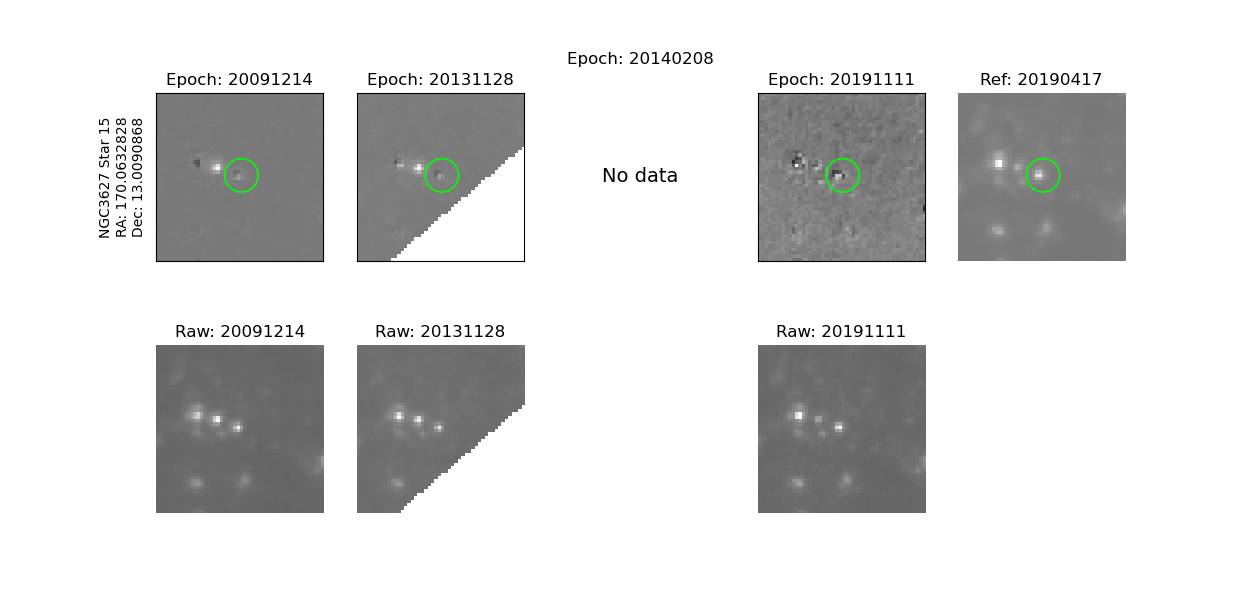 Epoch: 20140208
Epoch: 20091214
Epoch: 20131128
Epoch: 20191111
Ref: 20190417
NGC3627 Star 15
RA: 170.0632828
Dec: 13.0090868
No data
Raw: 20091214
Raw: 20131128
Raw: 20191111